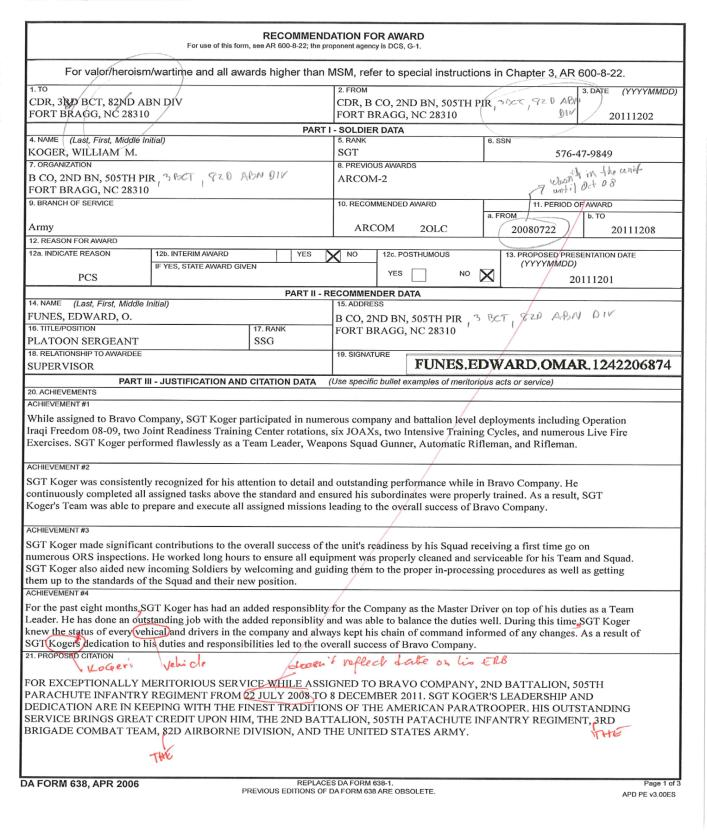 RECOMMENDATION FOR AWARD
For use of this form, see AR 600-8-22; the proponent agency is DCS, G-1.
For valor/heroism/wartime and all awards higher than MSM, refer to special instructions in Chapter 3, AR 600-8-22.
1. TO
CDR, 3RD BCT, 82ND ABN DIV
FORT BRAGG, NC 28310
2. FROM
CDR, B CO, 2ND BN, 505TH PIR, 3 BCT, 82D ABN DIV
FORT BRAGG, NC 28310
3. DATE (YYYYMMDD)
20111202
PART I - SOLDIER DATA
4. NAME (Last, First, Middle Initial)
KOGER, WILLIAM M.
5. RANK
SGT
6. SSN
576-47-9849
7. ORGANIZATION
B CO, 2ND BN, 505TH PIR, 3 BCT, 82D ABN DIV
FORT BRAGG, NC 28310
8. PREVIOUS AWARDS
ARCOM-2
wasn't in the unit
until Oct 08
9. BRANCH OF SERVICE
Army
10. RECOMMENDED AWARD
ARCOM 2OLC
11. PERIOD OF AWARD
a. FROM
20080722
b. TO
20111208
12. REASON FOR AWARD
12a. INDICATE REASON
PCS
12b. INTERIM AWARD YES NO
IF YES, STATE AWARD GIVEN
12c. POSTHUMOUS
YES NO
13. PROPOSED PRESENTATION DATE
(YYYYMMDD)
20111201
PART II - RECOMMENDER DATA
14. NAME (Last, First, Middle Initial)
FUNES, EDWARD, O.
15. ADDRESS
B CO, 2ND BN, 505TH PIR, 3 BCT, 82D ABN DIV
FORT BRAGG, NC 28310
16. TITLE/POSITION
PLATOON SERGEANT
17. RANK
SSG
18. RELATIONSHIP TO AWARDEE
SUPERVISOR
19. SIGNATURE
FUNES.EDWARD.OMAR.1242206874
PART III - JUSTIFICATION AND CITATION DATA (Use specific bullet examples of meritorious acts or service)
20. ACHIEVEMENTS
ACHIEVEMENT #1
While assigned to Bravo Company, SGT Koger participated in numerous company and battalion level deployments including Operation
Iraqi Freedom 08-09, two Joint Readiness Training Center rotations, six JOAXs, two Intensive Training Cycles, and numerous Live Fire
Exercises. SGT Koger performed flawlessly as a Team Leader, Weapons Squad Gunner, Automatic Rifleman, and Rifleman.
ACHIEVEMENT #2
SGT Koger was consistently recognized for his attention to detail and outstanding performance while in Bravo Company. He
continuously completed all assigned tasks above the standard and ensured his subordinates were properly trained. As a result, SGT
Koger's Team was able to prepare and execute all assigned missions leading to the overall success of Bravo Company.
ACHIEVEMENT #3
SGT Koger made significant contributions to the overall success of the unit's readiness by his Squad receiving a first time go on
numerous ORS inspections. He worked long hours to ensure all equipment was properly cleaned and serviceable for his Team and Squad.
SGT Koger also aided new incoming Soldiers by welcoming and guiding them to the proper in-processing procedures as well as getting
them up to the standards of the Squad and their new position.
ACHIEVEMENT #4
For the past eight months, SGT Koger has had an added responsiblity for the Company as the Master Driver on top of his duties as a Team
Leader. He has done an outstanding job with the added reponsiblity and was able to balance the duties well. During this time, SGT Koger
knew the status of every vehical and drivers in the company and always kept his chain of command informed of any changes. As a result of
SGT Kogers dedication to his duties and responsibilities led to the overall success of Bravo Company.
21. PROPOSED CITATION
Koger's vehicle doesn't reflect date on his ERB
FOR EXCEPTIONALLY MERITORIOUS SERVICE WHILE ASSIGNED TO BRAVO COMPANY, 2ND BATTALION, 505TH
PARACHUTE INFANTRY REGIMENT FROM 22 JULY 2008 TO 8 DECEMBER 2011. SGT KOGER'S LEADERSHIP AND
DEDICATION ARE IN KEEPING WITH THE FINEST TRADITIONS OF THE AMERICAN PARATROOPER. HIS OUTSTANDING
SERVICE BRINGS GREAT CREDIT UPON HIM, THE 2ND BATTALION, 505TH PATACHUTE INFANTRY REGIMENT, 3RD
BRIGADE COMBAT TEAM, 82D AIRBORNE DIVISION, AND THE UNITED STATES ARMY.
THE
THE
DA FORM 638, APR 2006
REPLACES DA FORM 638-1.
PREVIOUS EDITIONS OF DA FORM 638 ARE OBSOLETE.
Page 1 of 3
APD PE v3.00ES